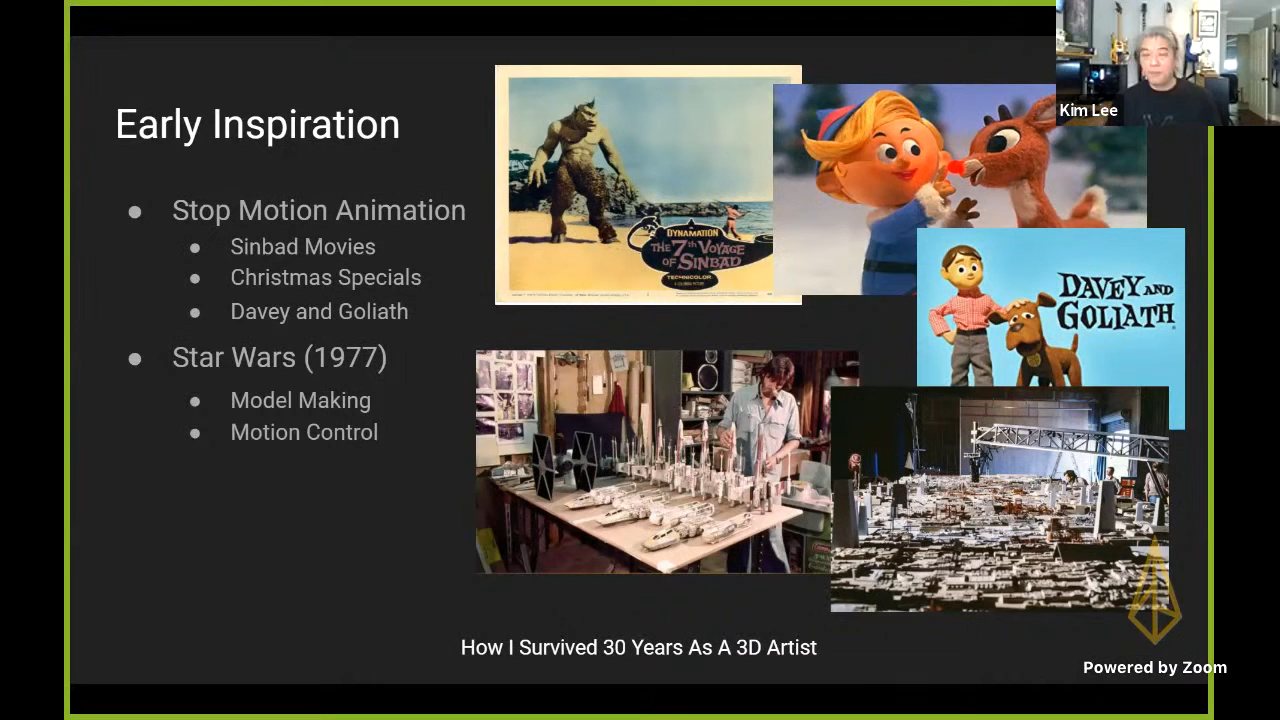 Early Inspiration
● Stop Motion Animation
● Sinbad Movies
● Christmas Specials
● Davey and Goliath
● Star Wars (1977)
● Model Making
● Motion Control
DYNAMATION
THE 7th VOYAGE
OF SINBAD
TECHNICOLOR
DAVEY AND
GOLIATH
Kim Lee
How I Survived 30 Years As A 3D Artist
Powered by Zoom